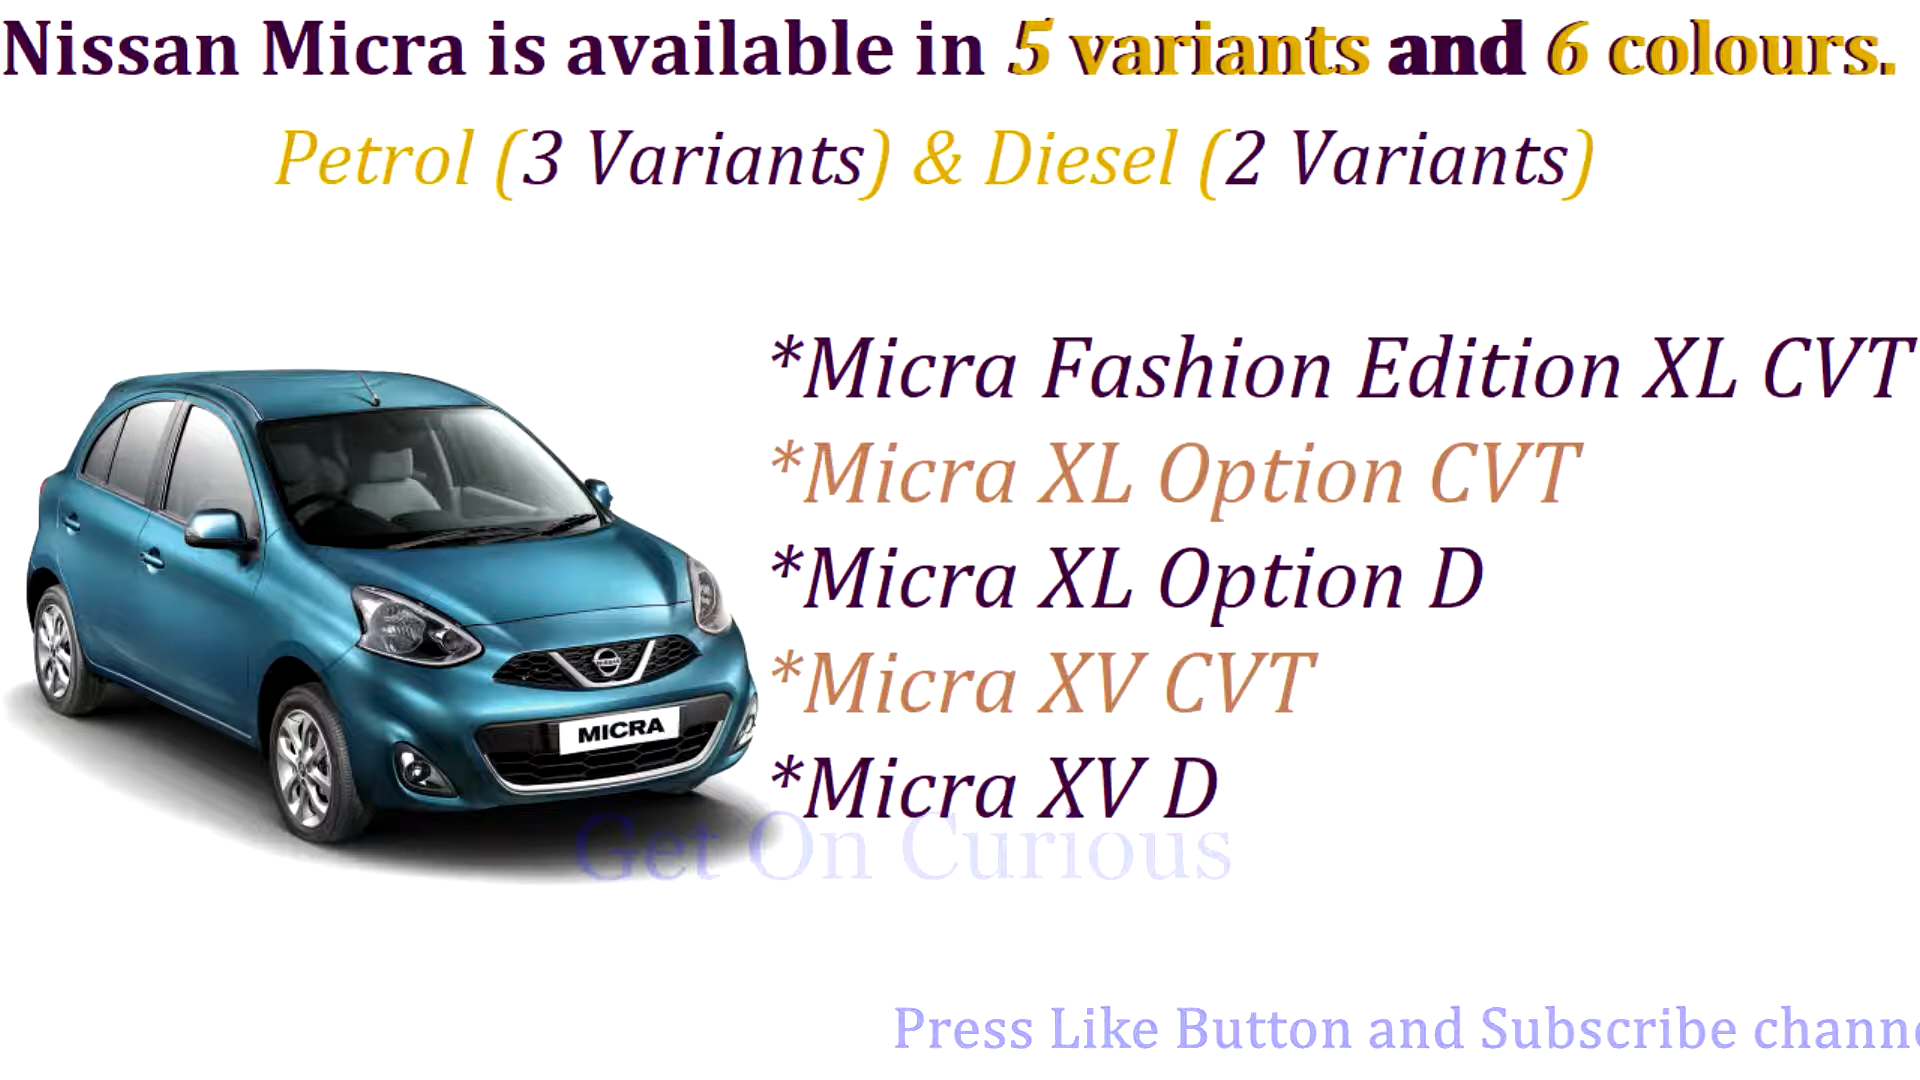 Nissan Micra is available in 5 variants and 6 colours.
Petrol (3 Variants) & Diesel (2 Variants)
*Micra Fashion Edition XL CVT
*Micra XL Option CVT
*Micra XL Option D
*Micra XV CVT
*Micra XV D
NISSAN
MICRA
Get On Curious
Press Like Button and Subscribe chann